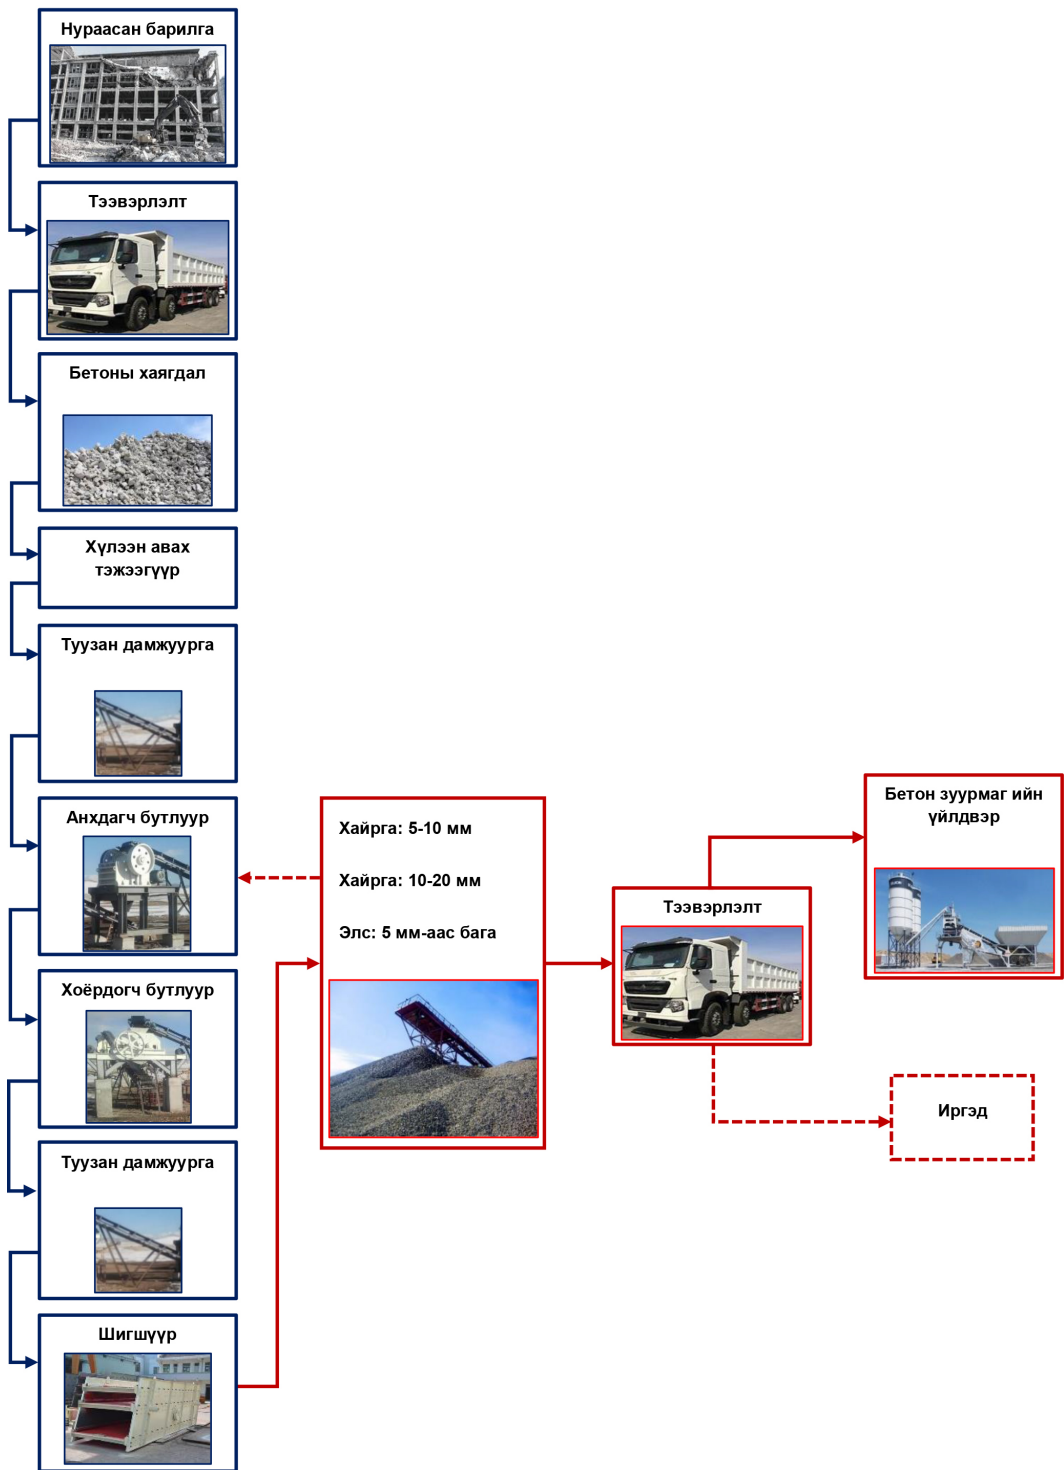 Нураасан барилга
Тээвэрлэлт
Бетоны хаягдал
Хүлээн авах
тэжээгүүр
Туузан дамжуурга
Анхдагч бутлуур
Хоёрдогч бутлуур
Туузан дамжуурга
Шигшүүр
Хайрга: 5-10 мм
Хайрга: 10-20 мм
Элс: 5 мм-аас бага
Тээвэрлэлт
Бетон зуурмаг ийн
үйлдвэр
Иргэд